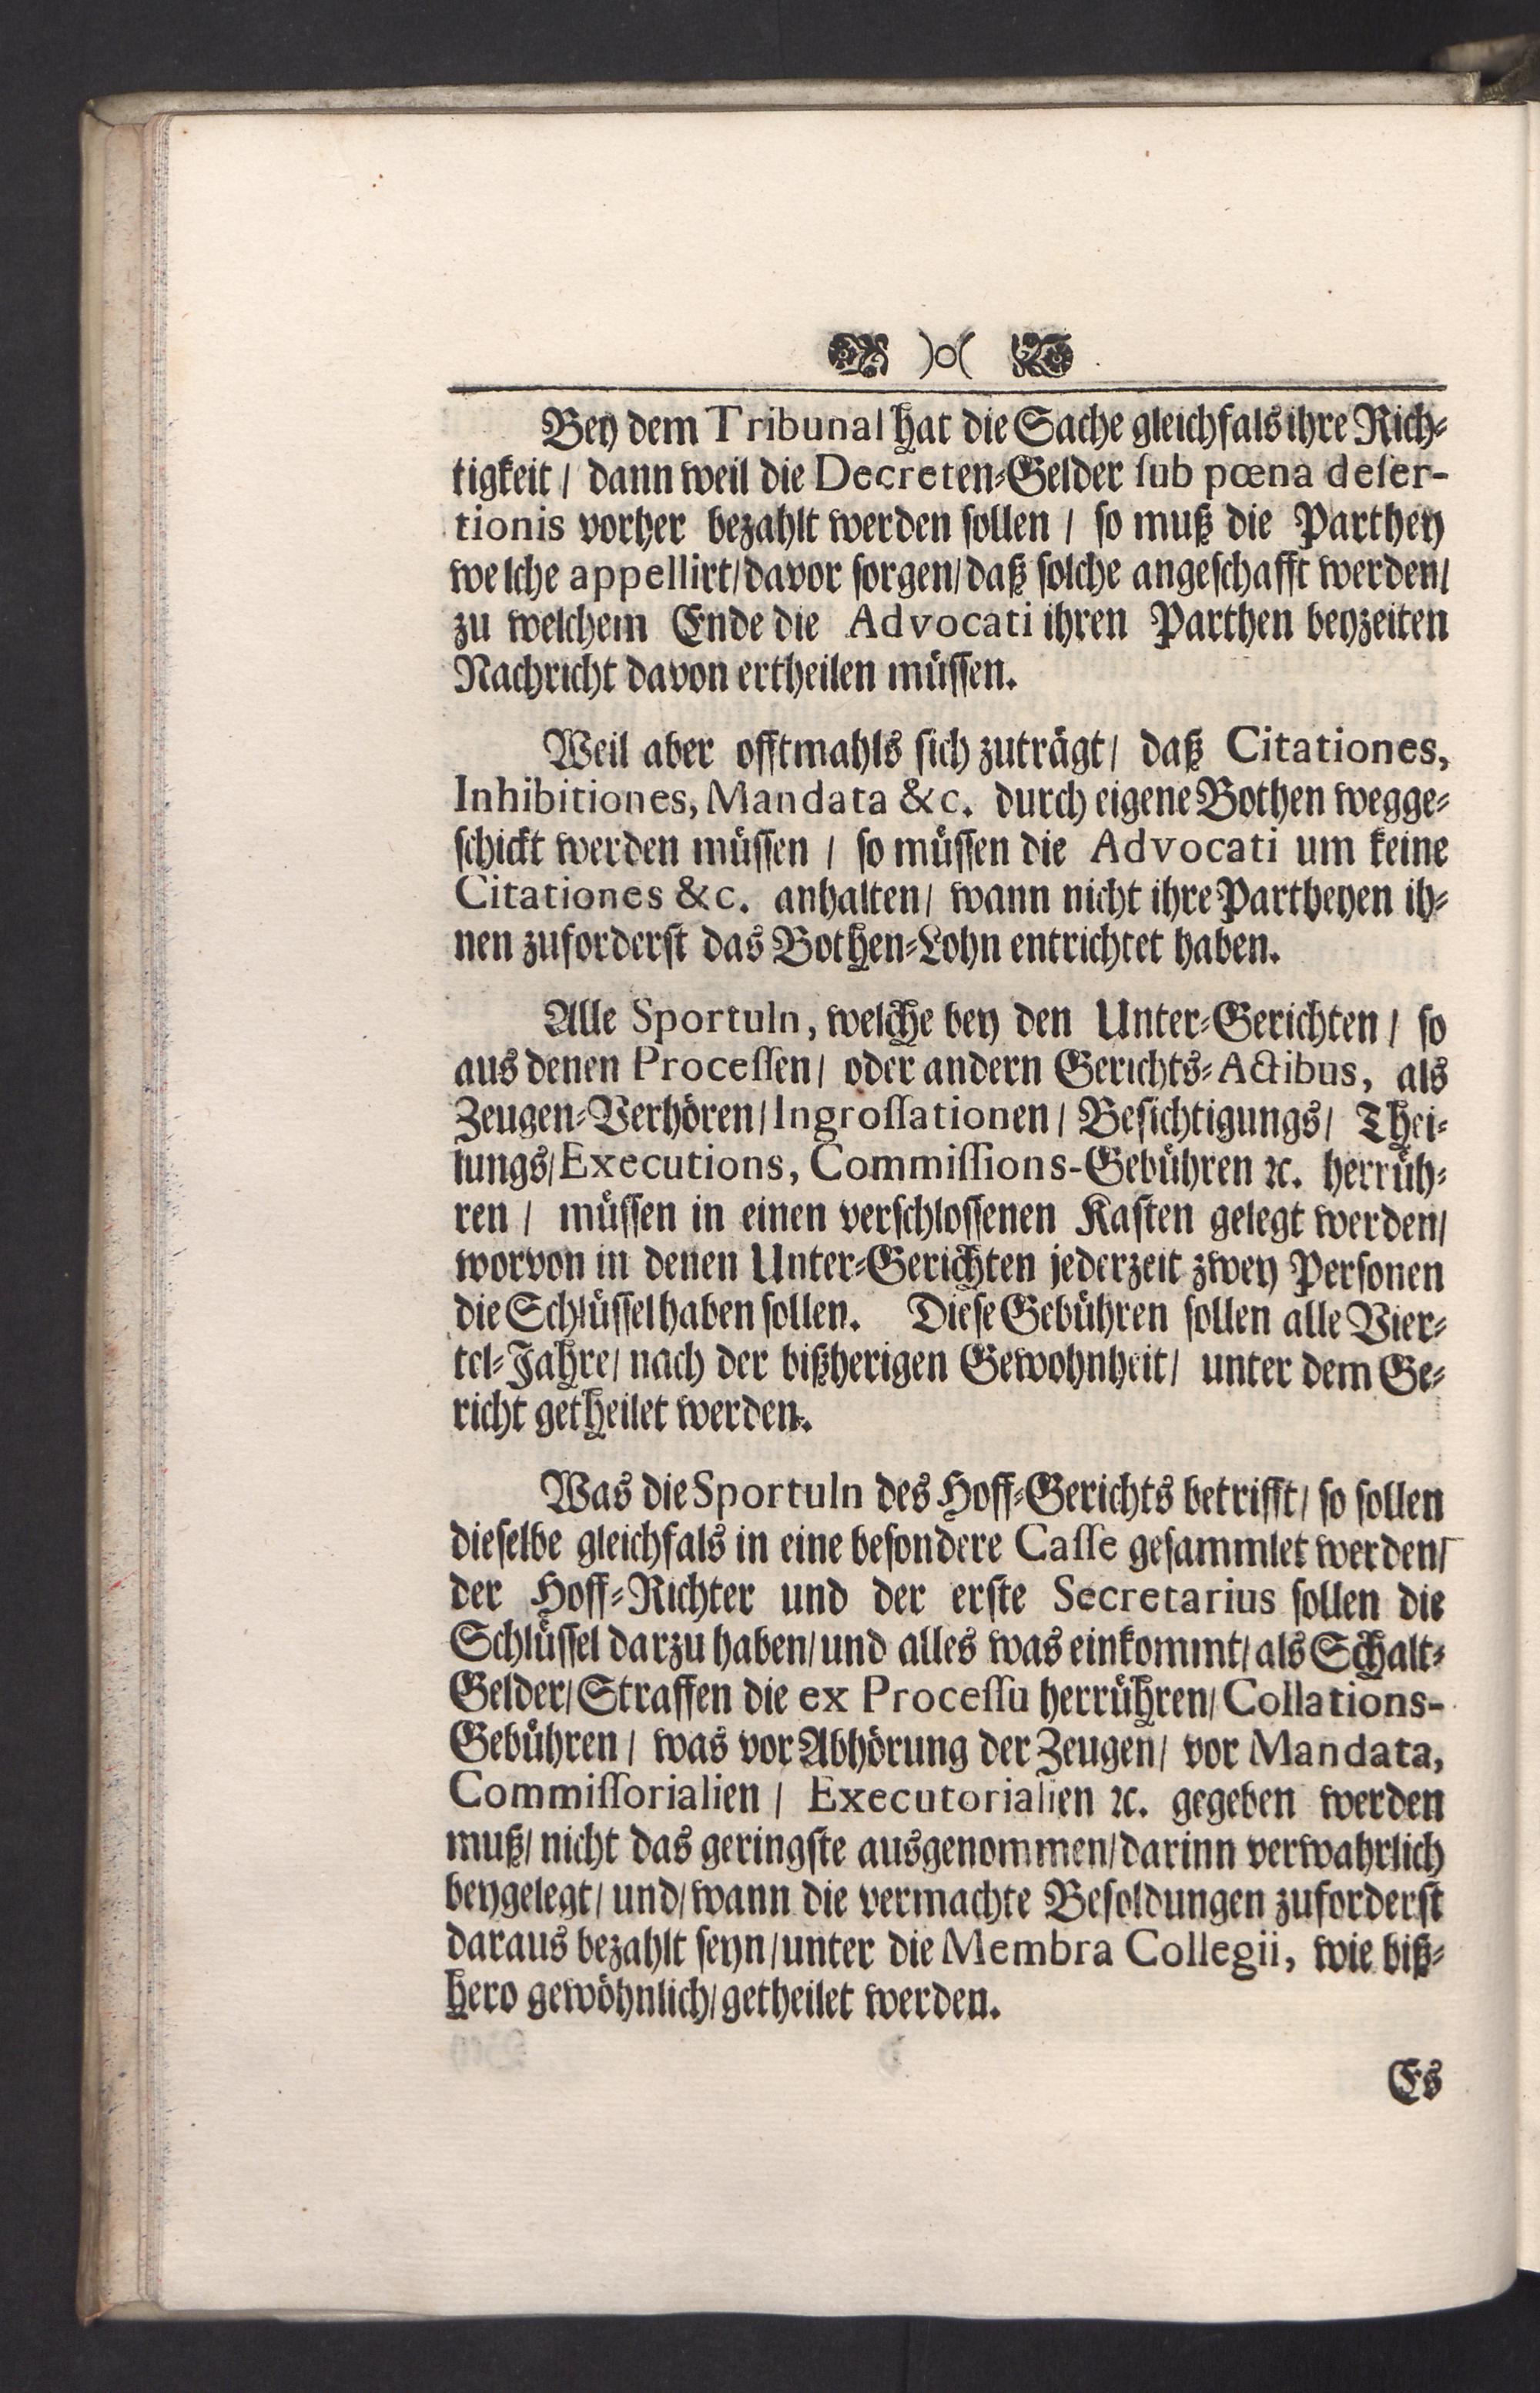 )o(
Bey dem Tribunal hat die Sache gleichfals ihre Rich-
tigkeit / dann weil die Decreten-Gelder sub pœna deser-
tionis vorher bezahlt werden sollen / so muß die Parthey
welche appellirt/davor sorgen/daß solche angeschafft werden/
zu welchem Ende die Advocati ihren Parthen beyzeiten
Nachricht davon ertheilen müssen.
Weil aber offtmahls sich zuträgt/ daß Citationes,
Inhibitiones, Mandata &c. durch eigene Bothen wegge-
schickt werden müssen / so müssen die Advocati um keine
Citationes &c. anhalten/ wann nicht ihre Partheyen ih-
nen zuforderst das Bothen-Lohn entrichtet haben.
Alle Sportuln, welche bey den Unter-Gerichten / so
aus denen Processen/ oder andern Gerichts-Actibus, als
Zeugen-Verhören/Ingrossationen/ Besichtigungs/ Thei-
lungs/Executions, Commissions-Gebühren ꝛc. herrüh-
ren / müssen in einen verschlossenen Kasten gelegt werden/
worvon in denen Unter-Gerichten jederzeit zwey Personen
die Schlüssel haben sollen. Diese Gebühren sollen alle Vier-
tel-Jahre/ nach der bißherigen Gewohnheit/ unter dem Ge-
richt getheilet werden.
Was die Sportuln des Hoff-Gerichts betrifft/ so sollen
dieselbe gleichfals in eine besondere Casse gesammlet werden/
der Hoff-Richter und der erste Secretarius sollen die
Schlüssel darzu haben/und alles was einkommt/als Schalt-
Gelder/Straffen die ex Processu herrühren/Collations-
Gebühren / was vor Abhörung der Zeugen/ vor Mandata,
Commissorialien / Executorialien ꝛc. gegeben werden
muß/ nicht das geringste ausgenommen/darinn verwahrlich
beygelegt/ und/wann die vermachte Besoldungen zuforderst
daraus bezahlt seyn/unter die Membra Collegii, wie biß-
hero gewöhnlich/getheilet werden.
Es